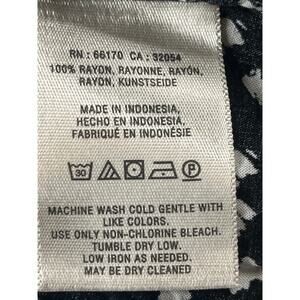 RN : 66170 CA : 32054
100% RAYON, RAYONNE, RAYÓN,
RAYON, KUNSTSEIDE
MADE IN INDONESIA,
HECHO EN INDONESIA,
FABRIQUÉ EN INDONÉSIE
30 P
MACHINE WASH COLD GENTLE WITH
LIKE COLORS.
USE ONLY NON-CHLORINE BLEACH.
TUMBLE DRY LOW.
LOW IRON AS NEEDED
MAY BE DRY CLEANED